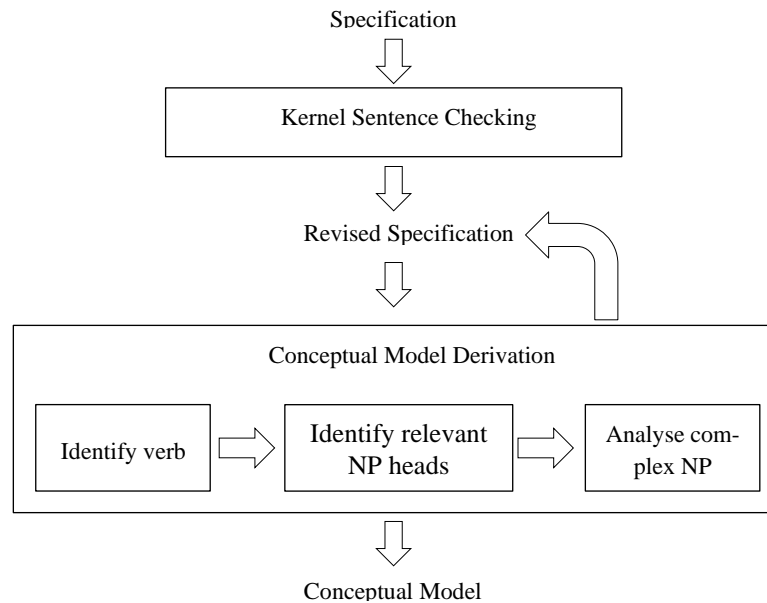 Specification
Kernel Sentence Checking
Revised Specification
Conceptual Model Derivation
Identify verb
Identify relevant
NP heads
Analyse com-
plex NP
Conceptual Model